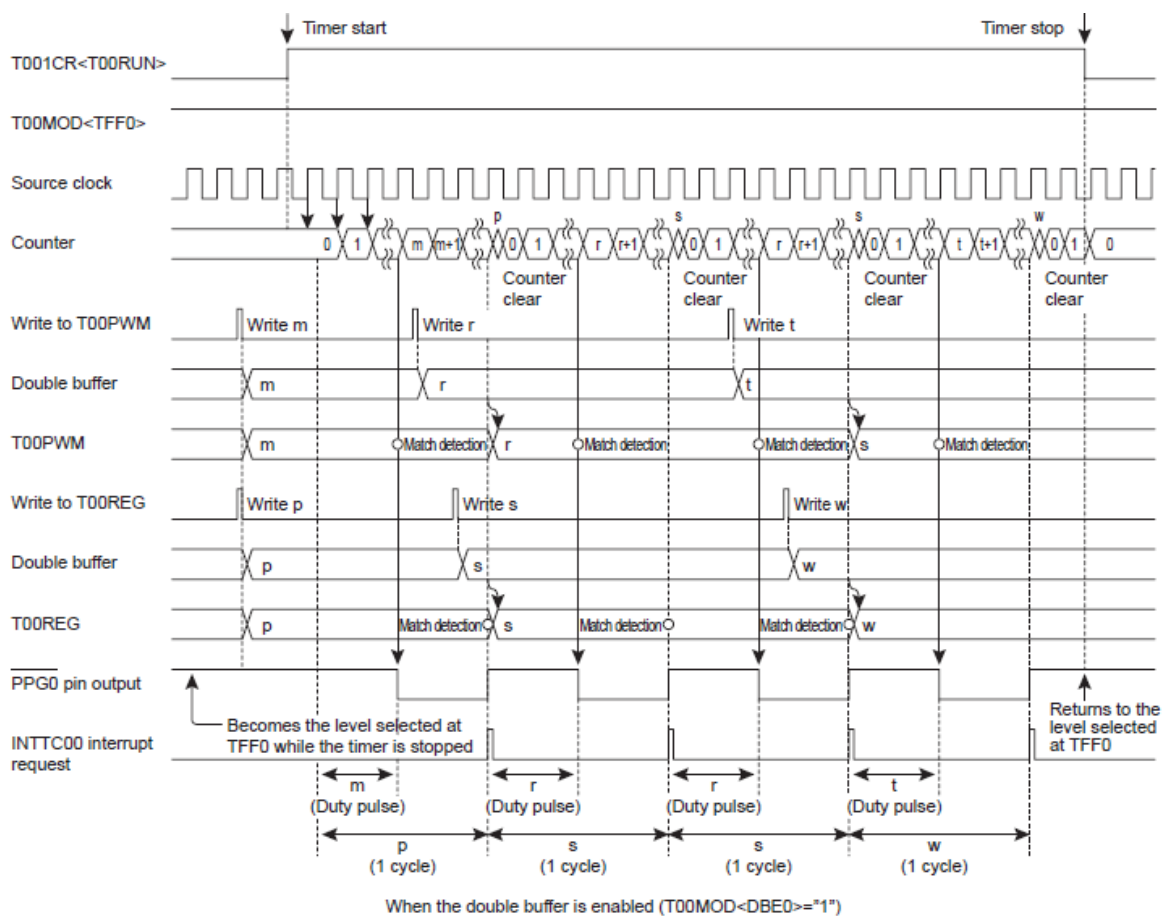 Timer start
Timer stop
T001CR<T00RUN>
T00MOD<TFF0>
Source clock
p s s w
Counter 0 1 m m+1 0 1 r r+1 0 1 r r+1 0 1 t t+1 0 1 0
Counter clear Counter clear Counter clear Counter clear
Write to T00PWM Write m Write r Write t
Double buffer m r t
T00PWM m Match detection r Match detection Match detection s Match detection
Write to T00REG Write p Write s Write w
Double buffer p s w
T00REG p Match detection s Match detection Match detection w
PPG0 pin output
Becomes the level selected at
TFF0 while the timer is stopped
Returns to the
level selected
at TFF0
INTTC00 interrupt
request
m r r t
(Duty pulse) (Duty pulse) (Duty pulse) (Duty pulse)
p s s w
(1 cycle) (1 cycle) (1 cycle) (1 cycle)
When the double buffer is enabled (T00MOD<DBE0>="1")